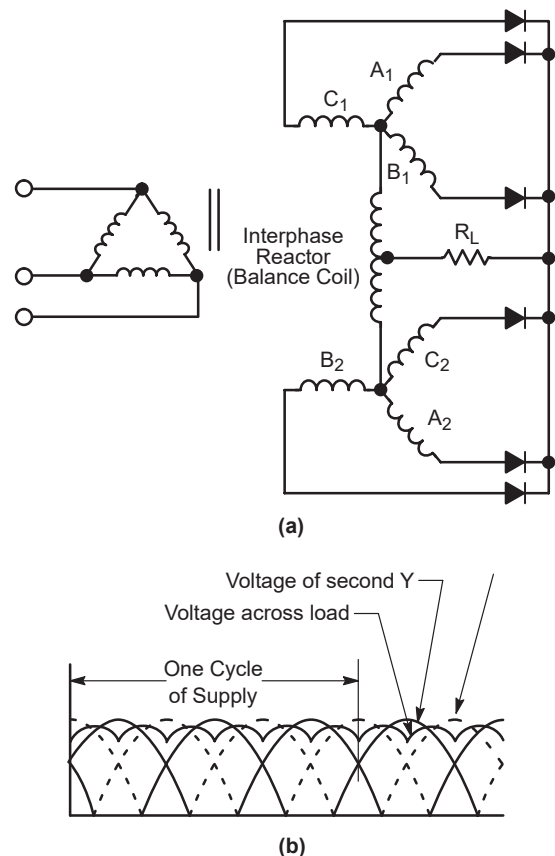 A1
C1
B1
Interphase
Reactor
(Balance Coil)
RL
B2
C2
A2
(a)
Voltage of second Y
Voltage across load
One Cycle
of Supply
(b)